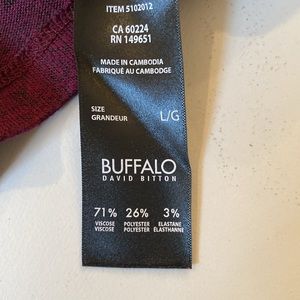 ITEM 5102012
CA 60224
RN 149651
MADE IN CAMBODIA
FABRIQUÉ AU CAMBODGE
SIZE
GRANDEUR
L/G
BUFFALO
DAVID BITTON
71% 26% 3%
VISCOSE POLYESTER ELASTANE
VISCOSE POLYESTER ÉLASTHANNE